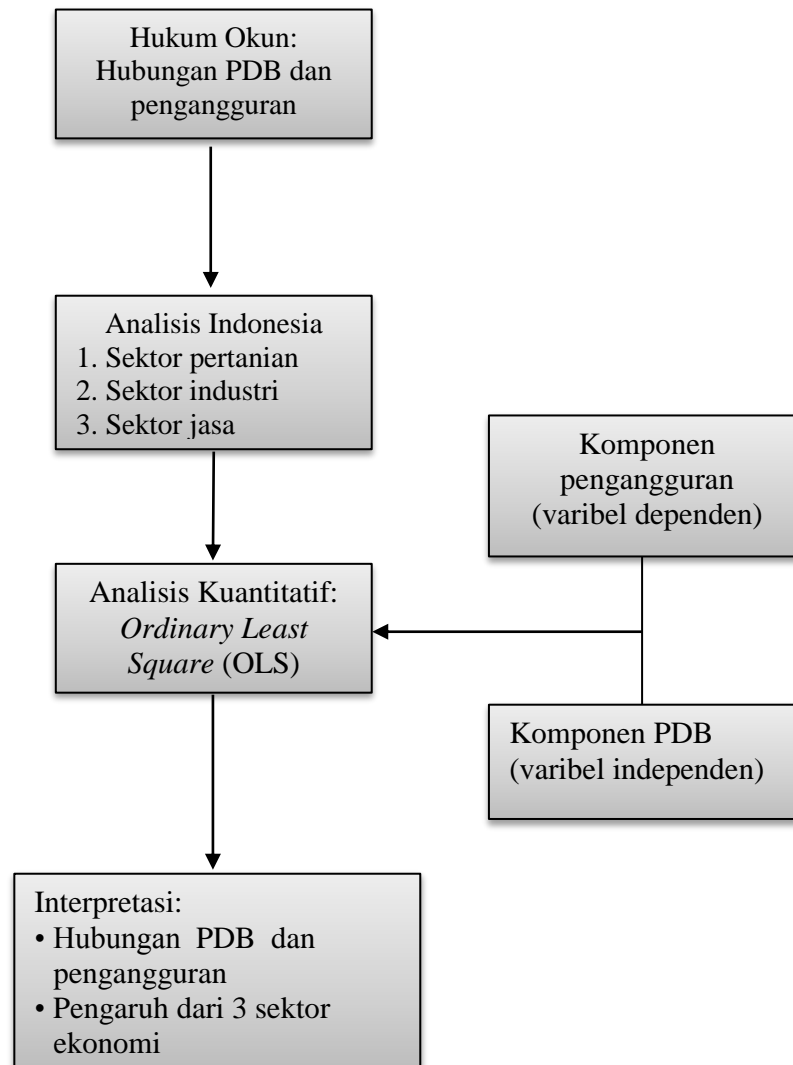 Hukum Okun:
Hubungan PDB dan
pengangguran
Analisis Indonesia
1. Sektor pertanian
2. Sektor industri
3. Sektor jasa
Komponen
pengangguran
(varibel dependen)
Analisis Kuantitatif:
Ordinary Least
Square (OLS)
Komponen PDB
(varibel independen)
Interpretasi:
• Hubungan PDB dan
pengangguran
• Pengaruh dari 3 sektor
ekonomi